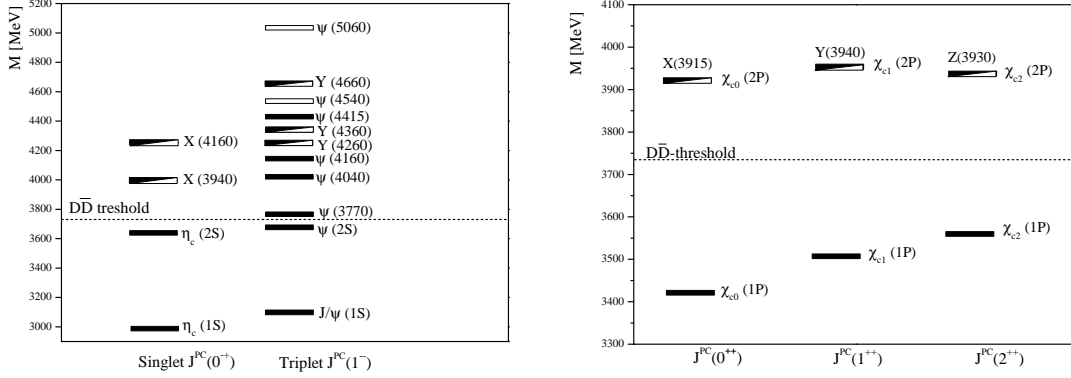 M [MeV]
5200
5000
4800
4600
4400
4200
4000
3800
3600
3400
3200
3000
ψ (5060)
Y (4660)
ψ (4540)
ψ (4415)
Y (4360)
Y (4260)
ψ (4160)
ψ (4040)
ψ (3770)
ψ (2S)
J/ψ (1S)
X (4160)
X (3940)
DD̅ treshold
η_c (2S)
η_c (1S)
Singlet J^PC(0^-+)
Triplet J^PC(1^-)
M [MeV]
4100
4000
3900
3800
3700
3600
3500
3400
3300
X(3915)
χ_c0 (2P)
Y(3940)
χ_c1 (2P)
Z(3930)
χ_c2 (2P)
DD̅-threshold
χ_c0 (1P)
χ_c1 (1P)
χ_c2 (1P)
J^PC(0^++)
J^PC(1^++)
J^PC(2^++)